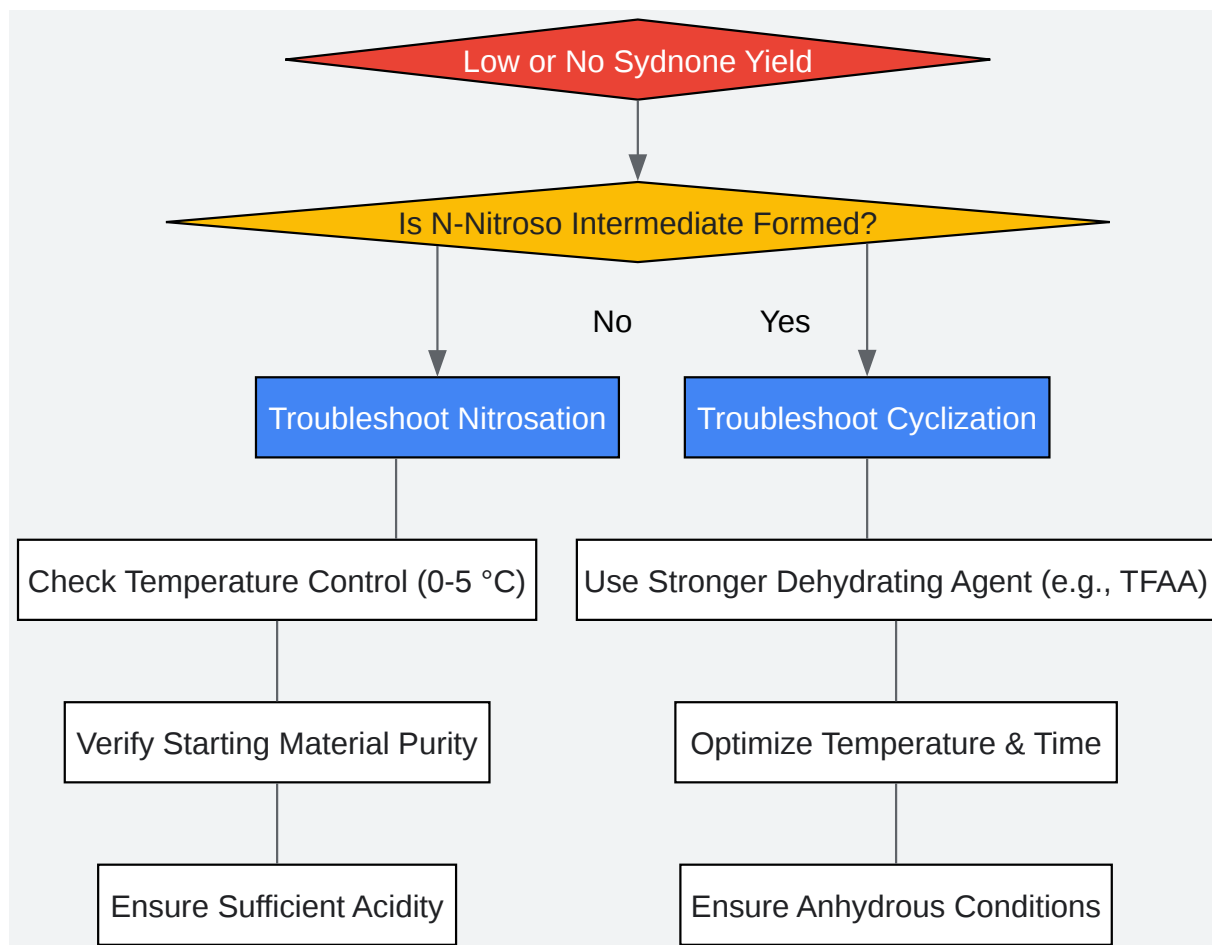 Low or No Sydnone Yield
Is N-Nitroso Intermediate Formed?
No
Yes
Troubleshoot Nitrosation
Troubleshoot Cyclization
Check Temperature Control (0-5 °C)
Use Stronger Dehydrating Agent (e.g., TFAA)
Verify Starting Material Purity
Optimize Temperature & Time
Ensure Sufficient Acidity
Ensure Anhydrous Conditions